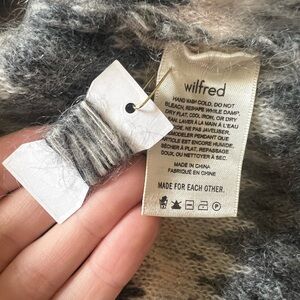 wilfred
HAND WASH COLD, DO NOT
BLEACH, RESHAPE WHILE DAMP,
DRY FLAT, COOL IRON, OR DRY
LAVER À LA MAIN À L'EAU
NE PAS JAVELLISER,
REMODELER PENDANT QUE
ARTICLE EST ENCORE HUMIDE,
SÉCHER À PLAT, REPASSAGE
DOUX, OU NETTOYER À SEC.
MADE IN CHINA
FABRIQUÉ EN CHINE
MADE FOR EACH OTHER.